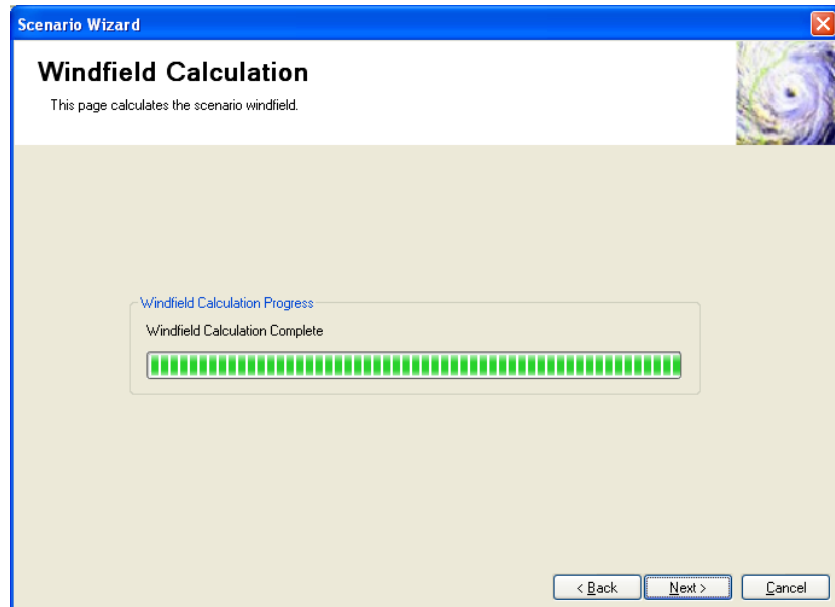 Scenario Wizard
Windfield Calculation
This page calculates the scenario windfield.
Windfield Calculation Progress
Windfield Calculation Complete
< Back
Next >
Cancel